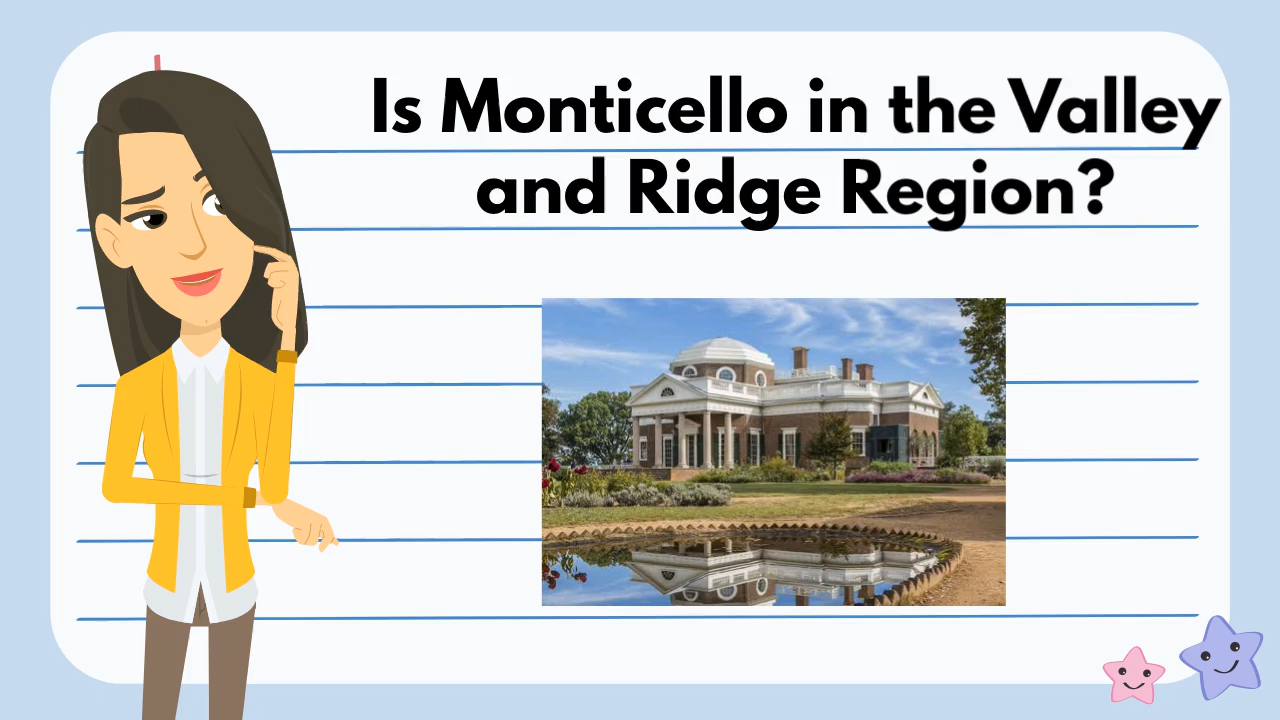 Is Monticello in the Valley
and Ridge Region?